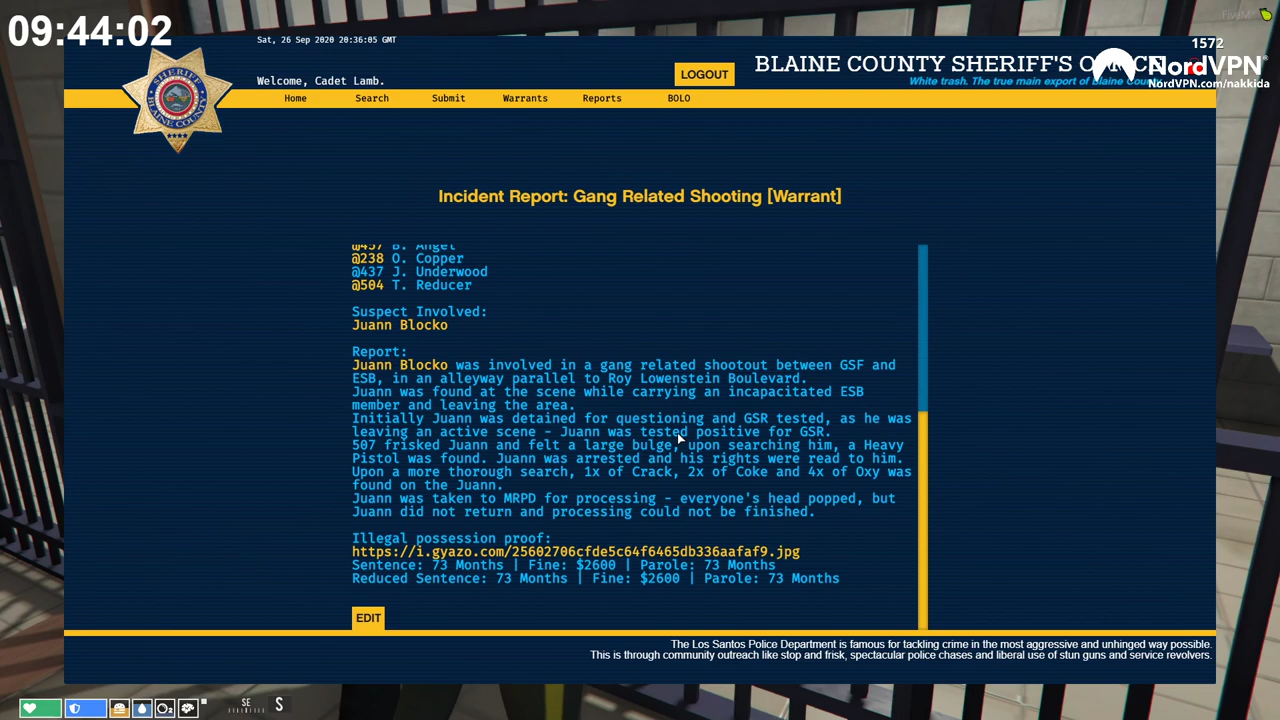 09:44:02
Sat, 26 Sep 2020 20:36:05 GMT
FiveM
1572
NordVPN®
NordVPN.com/nakkida
SHERIFF
BLAINE COUNTY
Welcome, Cadet Lamb.
LOGOUT
BLAINE COUNTY SHERIFF'S
White trash. The true main export of Blaine
Home Search Submit Warrants Reports BOLO
Incident Report: Gang Related Shooting [Warrant]
B. Angel
@238 O. Copper
@437 J. Underwood
@504 T. Reducer
Suspect Involved:
Juann Blocko
Report:
Juann Blocko was involved in a gang related shootout between GSF and
ESB, in an alleyway parallel to Roy Lowenstein Boulevard.
Juann was found at the scene while carrying an incapacitated ESB
member and leaving the area.
Initially Juann was detained for questioning and GSR tested, as he was
leaving an active scene - Juann was tested positive for GSR.
507 frisked Juann and felt a large bulge, upon searching him, a Heavy
Pistol was found. Juann was arrested and his rights were read to him.
Upon a more thorough search, 1x of Crack, 2x of Coke and 4x of Oxy was
found on the Juann.
Juann was taken to MRPD for processing - everyone's head popped, but
Juann did not return and processing could not be finished.
Illegal possession proof:
https://i.gyazo.com/25602706cfde5c64f6465db336aafaf9.jpg
Sentence: 73 Months | Fine: $2600 | Parole: 73 Months
Reduced Sentence: 73 Months | Fine: $2600 | Parole: 73 Months
EDIT
The Los Santos Police Department is famous for tackling crime in the most aggressive and unhinged way possible.
This is through community outreach like stop and frisk, spectacular police chases and liberal use of stun guns and service revolvers.
O2
SE
S